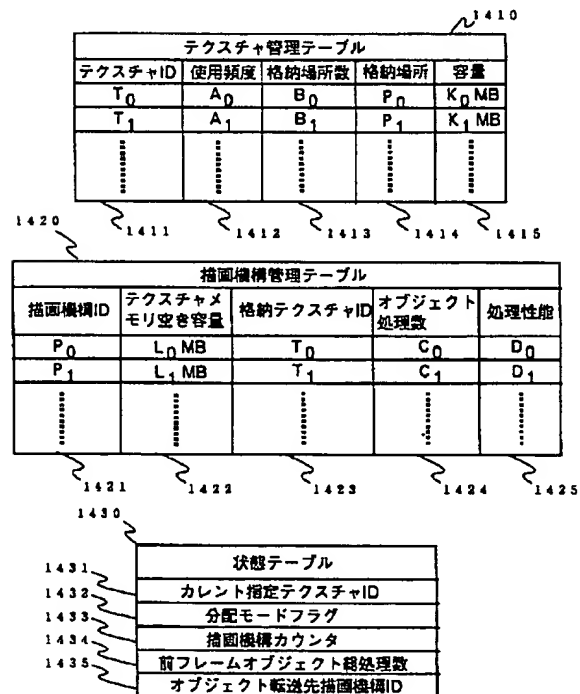 1410
テクスチャ管理テーブル
テクスチャID 使用頻度 格納場所数 格納場所 容量
T0 A0 B0 P0 K0 MB
T1 A1 B1 P1 K1 MB
1411 1412 1413 1414 1415
1420
描画機構管理テーブル
描画機構ID テクスチャメモリ空き容量 格納テクスチャID オブジェクト処理数 処理性能
P0 L0 MB T0 C0 D0
P1 L1 MB T1 C1 D1
1421 1422 1423 1424 1425
1430
状態テーブル
1431 カレント指定テクスチャID
1432 分配モードフラグ
1433 描画機構カウンタ
1434 前フレームオブジェクト総処理数
1435 オブジェクト転送先描画機構ID